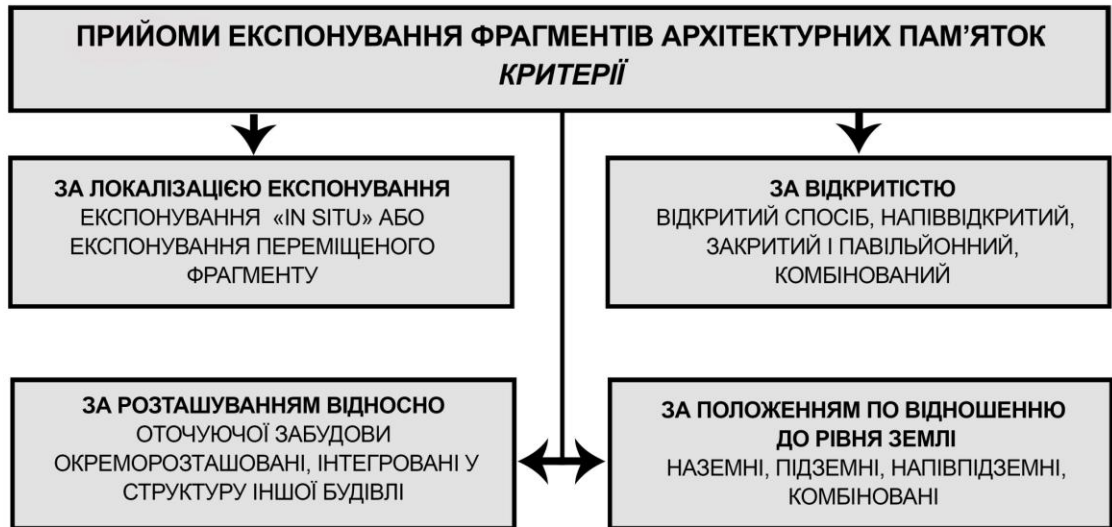 ПРИЙОМИ ЕКСПОНУВАННЯ ФРАГМЕНТІВ АРХІТЕКТУРНИХ ПАМ’ЯТОК
КРИТЕРІЇ
ЗА ЛОКАЛІЗАЦІЄЮ ЕКСПОНУВАННЯ
ЕКСПОНУВАННЯ «IN SITU» АБО
ЕКСПОНУВАННЯ ПЕРЕМІЩЕНОГО
ФРАГМЕНТУ
ЗА ВІДКРИТІСТЮ
ВІДКРИТИЙ СПОСІБ, НАПІВВІДКРИТИЙ,
ЗАКРИТИЙ І ПАВІЛЬЙОННИЙ,
КОМБІНОВАНИЙ
ЗА РОЗТАШУВАННЯМ ВІДНОСНО
ОТОЧУЮЧОЇ ЗАБУДОВИ
ОКРЕМОРОЗТАШОВАНІ, ІНТЕГРОВАНІ У
СТРУКТУРУ ІНШОЇ БУДІВЛІ
ЗА ПОЛОЖЕННЯМ ПО ВІДНОШЕННЮ
ДО РІВНЯ ЗЕМЛІ
НАЗЕМНІ, ПІДЗЕМНІ, НАПІВПІДЗЕМНІ,
КОМБІНОВАНІ